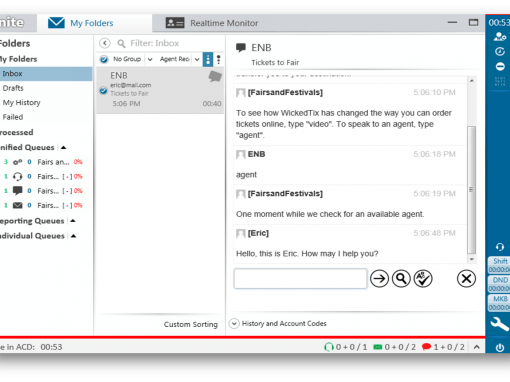 nite
My Folders
Realtime Monitor
00:53
Folders
My Folders
Inbox
Drafts
My History
Failed
rocessed
nified Queues
3 0 Fairs an... 0%
1 0 Fairs... [ - ] 0%
1 0 Fairs... [ - ] 0%
1 0 Fairs... [ - ] 0%
eporting Queues
ndividual Queues
Filter: Inbox
No Group Agent Rec
ENB
eric@mail.com
Tickets to Fair
5:06 PM 00:40
Custom Sorting
ENB
Tickets to Fair
[FairsandFestivals] 5:06:10 PM
To see how WickedTix has changed the way you can order
tickets online, type "video". To speak to an agent, type
"agent".
ENB 5:06:18 PM
agent
[FairsandFestivals] 5:06:19 PM
One moment while we check for an available agent.
[Eric] 5:06:48 PM
Hello, this is Eric. How may I help you?
History and Account Codes
Shift
00:00:00
DND
00:00:00
MKB
00:00:00
e in ACD: 00:53
0 + 0 / 1 0 + 0 / 2 1 + 0 / 2